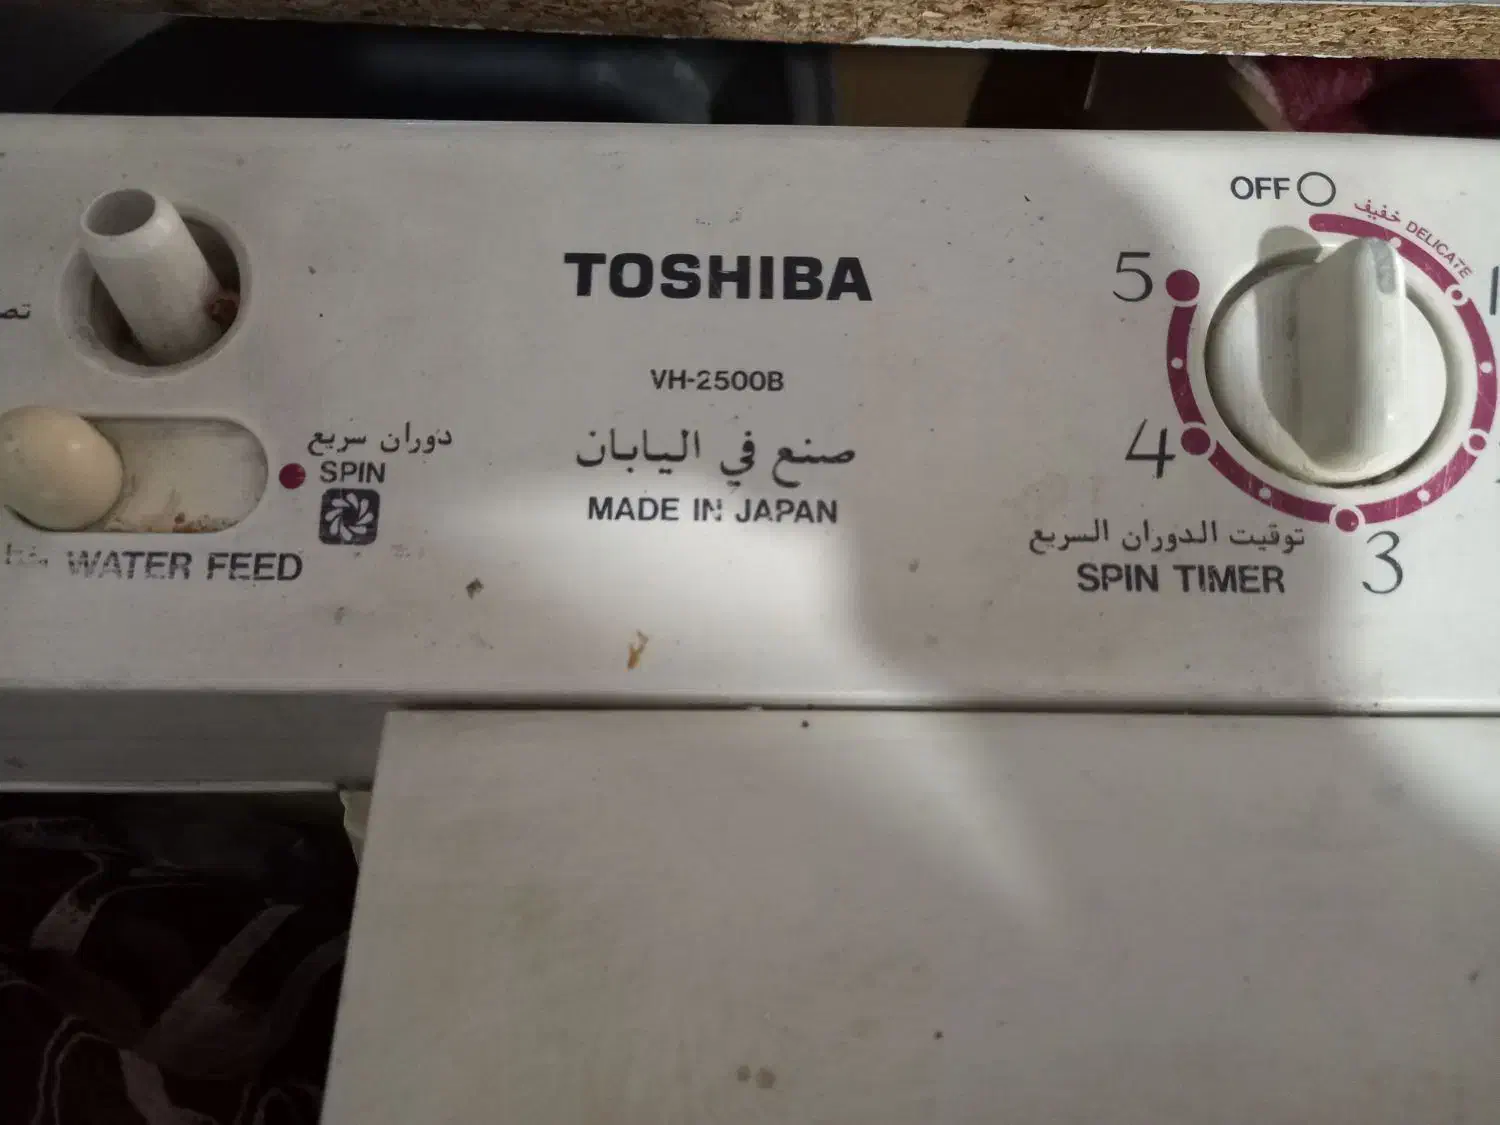 OFF
خفيف DELICATE
TOSHIBA
5
VH-2500B
دوران سريع
SPIN
صنع في اليابان
4
MADE IN JAPAN
توقيت الدوران السريع
3
WATER FEED
SPIN TIMER